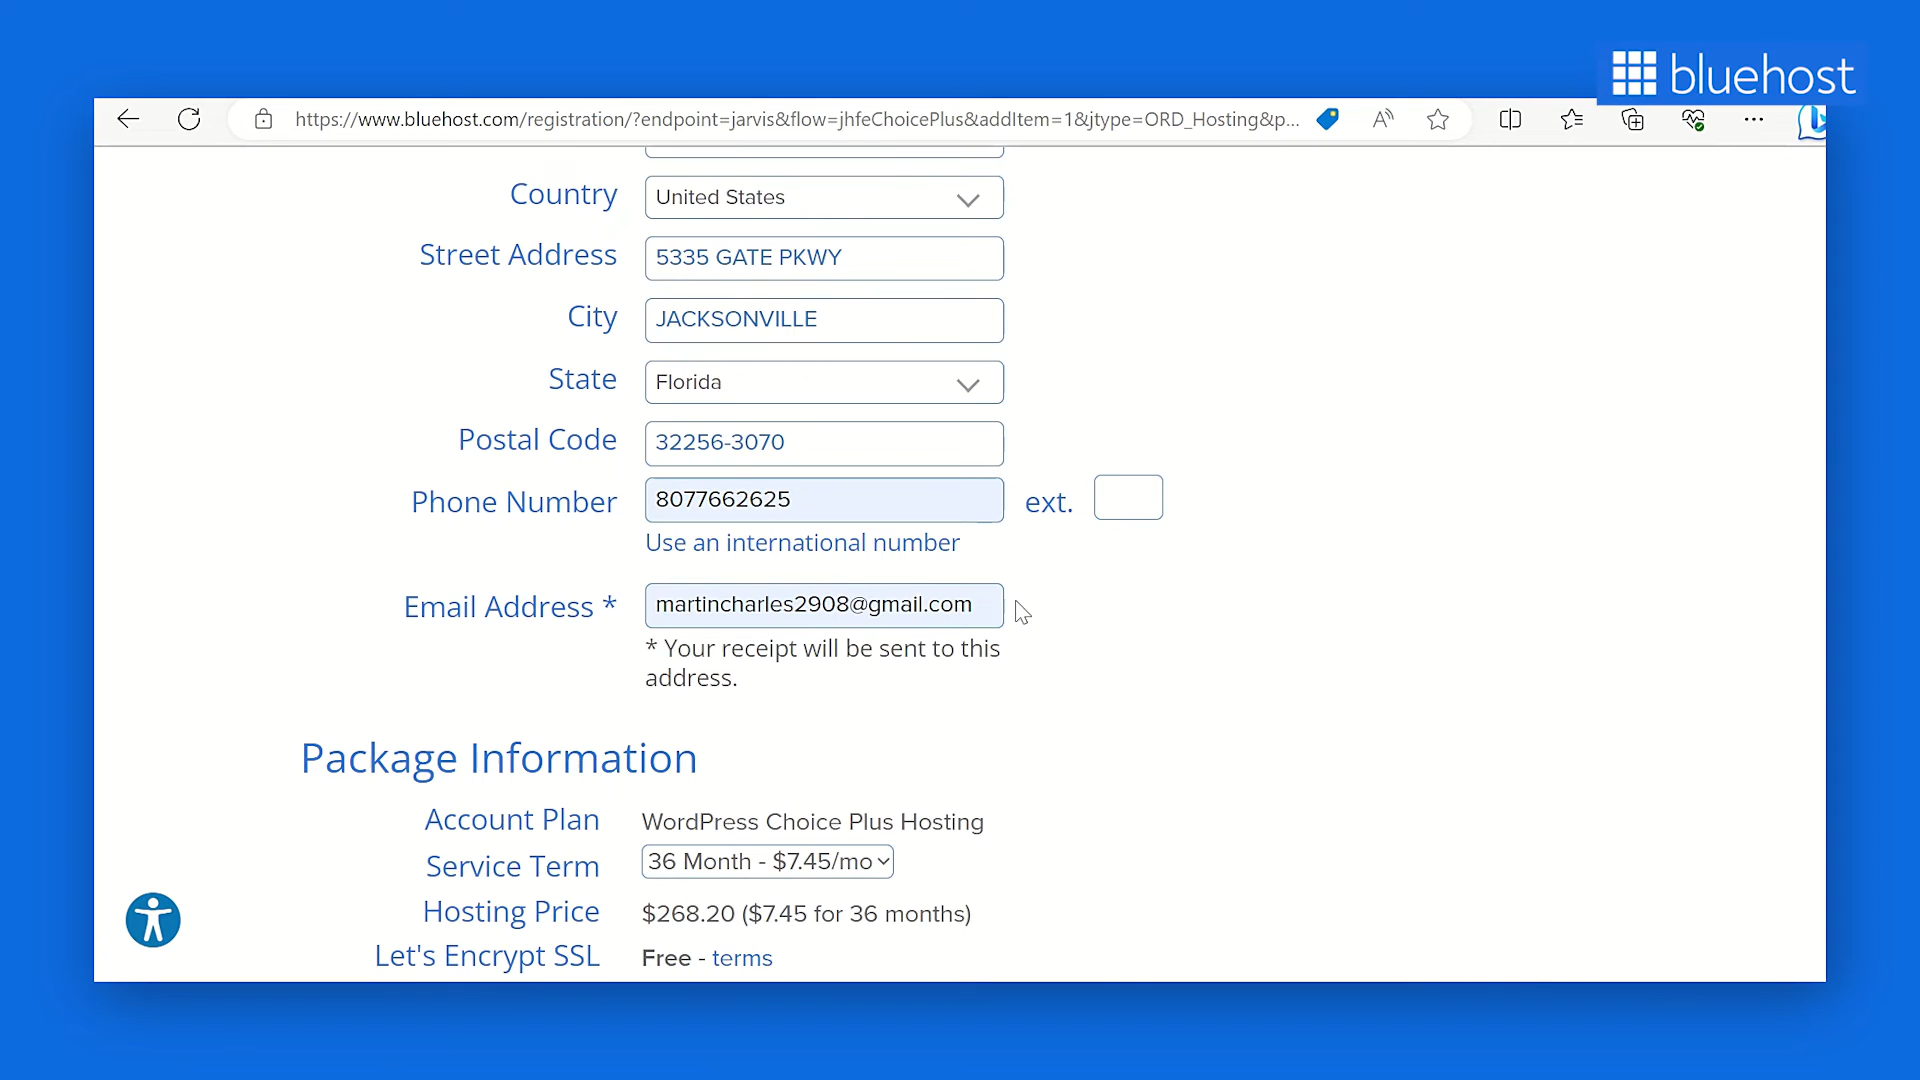 bluehost
https://www.bluehost.com/registration/?endpoint=jarvis&flow=jhfeChoicePlus&addItem=1&jtype=ORD_Hosting&p...
Country United States
Street Address 5335 GATE PKWY
City JACKSONVILLE
State Florida
Postal Code 32256-3070
Phone Number 8077662625 ext.
Use an international number
Email Address * martincharles2908@gmail.com
* Your receipt will be sent to this
address.
Package Information
Account Plan WordPress Choice Plus Hosting
Service Term 36 Month - $7.45/mo
Hosting Price $268.20 ($7.45 for 36 months)
Let's Encrypt SSL Free - terms